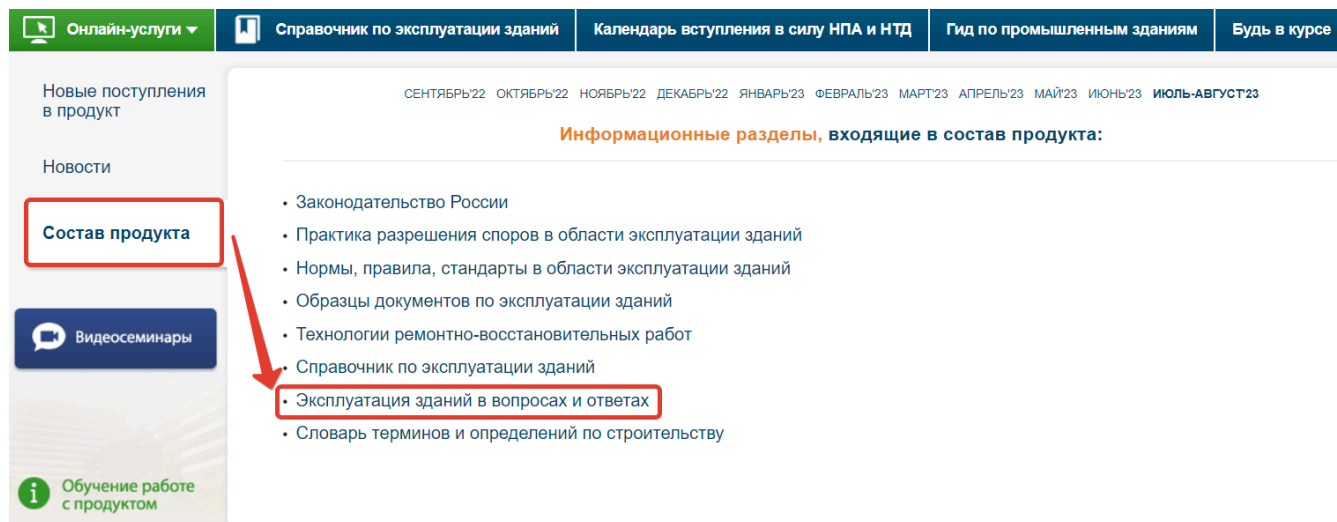 Онлайн-услуги
Справочник по эксплуатации зданий
Календарь вступления в силу НПА и НТД
Гид по промышленным зданиям
Будь в курсе
Новые поступления
в продукт
Новости
Состав продукта
Видеосеминары
Обучение работе
с продуктом
СЕНТЯБРЬ'22 ОКТЯБРЬ'22 НОЯБРЬ'22 ДЕКАБРЬ'22 ЯНВАРЬ'23 ФЕВРАЛЬ'23 МАРТ'23 АПРЕЛЬ'23 МАЙ'23 ИЮНЬ'23 ИЮЛЬ-АВГУСТ'23
Информационные разделы, входящие в состав продукта:
• Законодательство России
• Практика разрешения споров в области эксплуатации зданий
• Нормы, правила, стандарты в области эксплуатации зданий
• Образцы документов по эксплуатации зданий
• Технологии ремонтно-восстановительных работ
• Справочник по эксплуатации зданий
• Эксплуатация зданий в вопросах и ответах
• Словарь терминов и определений по строительству